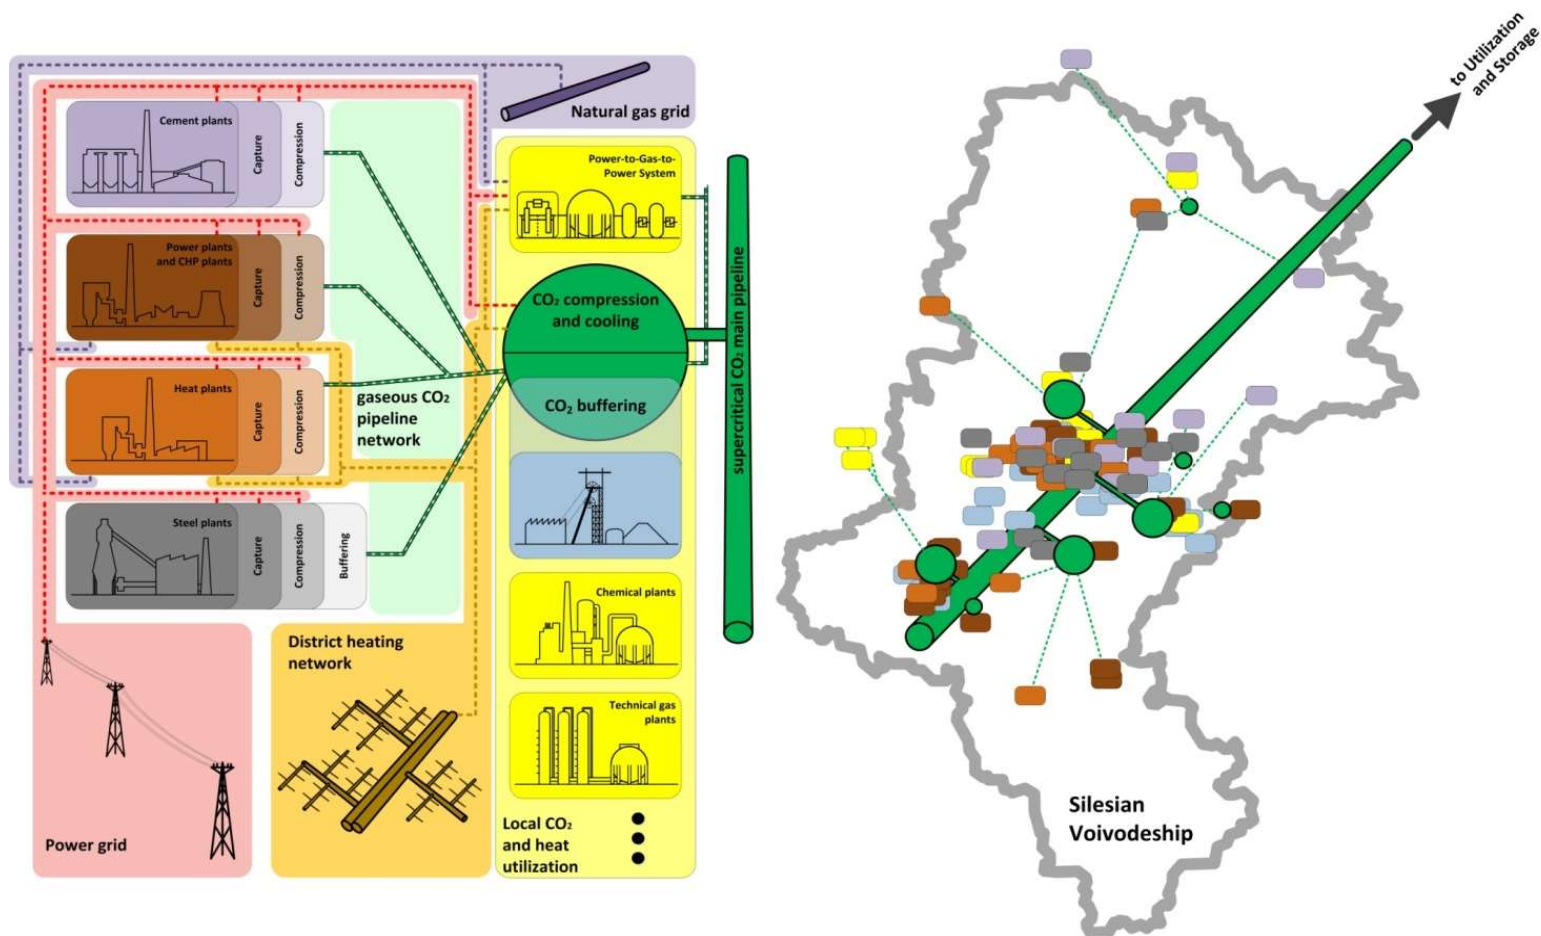 Natural gas grid
Cement plants
Capture
Compression
Power plants
and CHP plants
Capture
Compression
Heat plants
Capture
Compression
Steel plants
Capture
Compression
Buffering
gaseous CO₂
pipeline
network
Power-to-Gas-to-
Power System
CO₂ compression
and cooling
CO₂ buffering
supercritical CO₂ main pipeline
Chemical plants
Technical gas
plants
Local CO₂
and heat
utilization
District heating
network
Power grid
to Utilization
and Storage
Silesian
Voivodeship